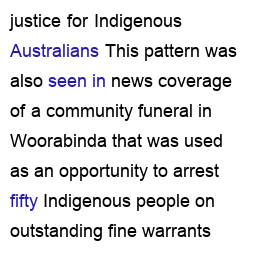 justice for Indigenous
Australians This pattern was
also seen in news coverage
of a community funeral in
Woorabinda that was used
as an opportunity to arrest
fifty Indigenous people on
outstanding fine warrants